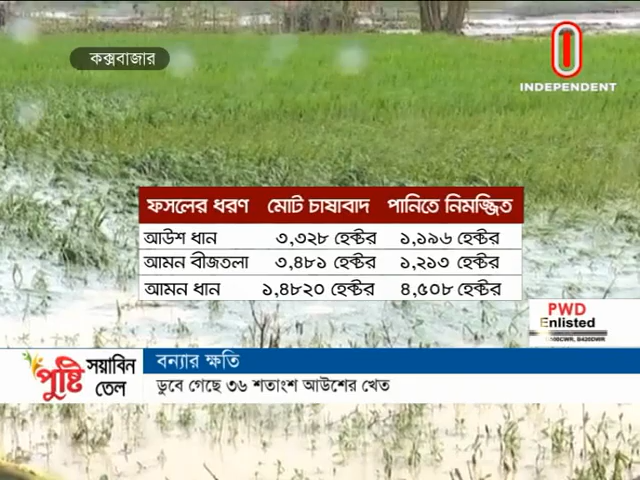 কক্সবাজার
INDEPENDENT
ফসলের ধরণ মোট চাষাবাদ পানিতে নিমজ্জিত
আউশ ধান ৩,৩২৮ হেক্টর ১,১৯৬ হেক্টর
আমন বীজতলা ৩,৪৮১ হেক্টর ১,২১৩ হেক্টর
আমন ধান ১,৪৮২০ হেক্টর ৪,৫০৮ হেক্টর
PWD
Enlisted
পুষ্টি সয়াবিন তেল
বন্যার ক্ষতি
ডুবে গেছে ৩৬ শতাংশ আউশের খেত